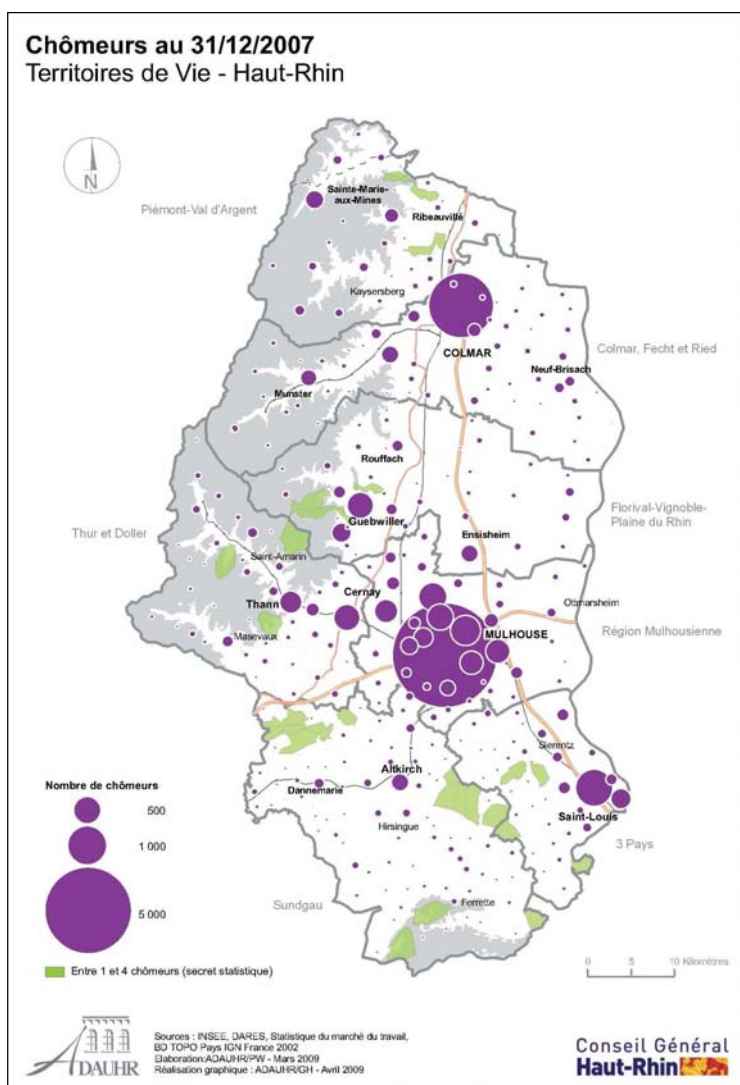 Chômeurs au 31/12/2007
Territoires de Vie - Haut-Rhin
N
Sainte-Marie-
aux-Mines
Piémont-Val d'Argent
Ribeauvillé
Kaysersberg
COLMAR
Colmar, Fecht et Ried
Neuf-Brisach
Munster
Rouffach
Florival-Vignoble-
Plaine du Rhin
Guebwiller
Thur et Doller
Ensisheim
Saint-Amarin
Cernay
Thann
Ottmarsheim
MULHOUSE
Région Mulhousienne
Masevaux
Sierentz
Altkirch
Dannemarie
Saint-Louis
Hirsingue
3 Pays
Sundgau
Ferrette
Nombre de chômeurs
500
1 000
5 000
Entre 1 et 4 chômeurs (secret statistique)
0 5 10 Kilomètres
ADAUHR
Sources : INSEE, DARES, Statistique du marché du travail,
BD TOPO Pays IGN France 2002
Elaboration:ADAUHR/PW - Mars 2009
Réalisation graphique : ADAUHR/GH - Avril 2009
Conseil Général
Haut-Rhin